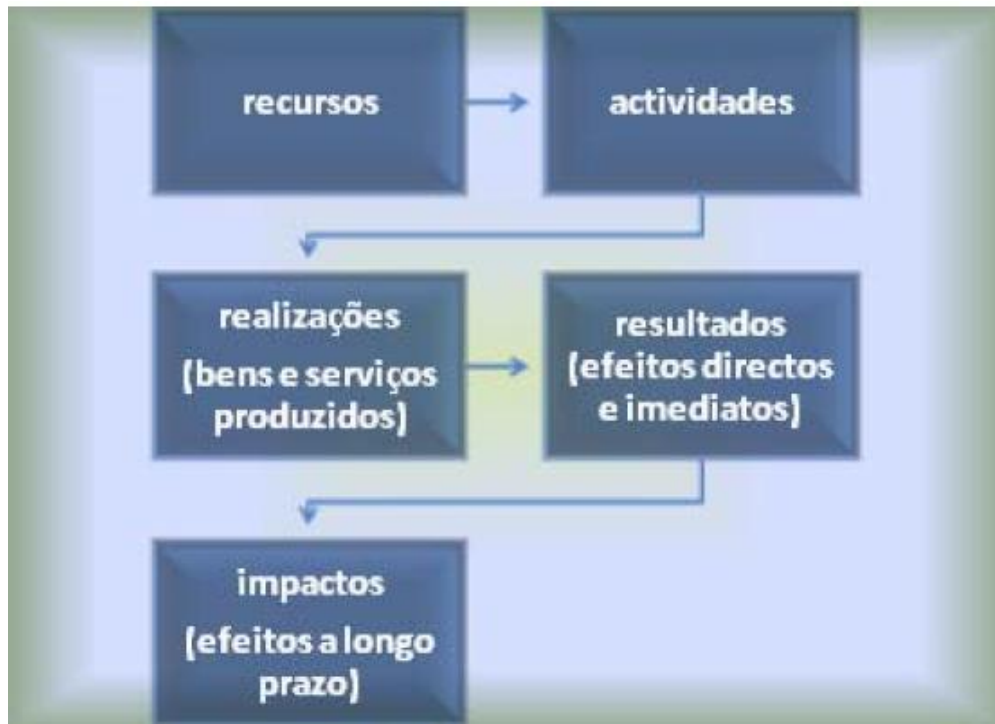 recursos
actividades
realizações
(bens e serviços
produzidos)
resultados
(efeitos directos
e imediatos)
impactos
(efeitos a longo
prazo)